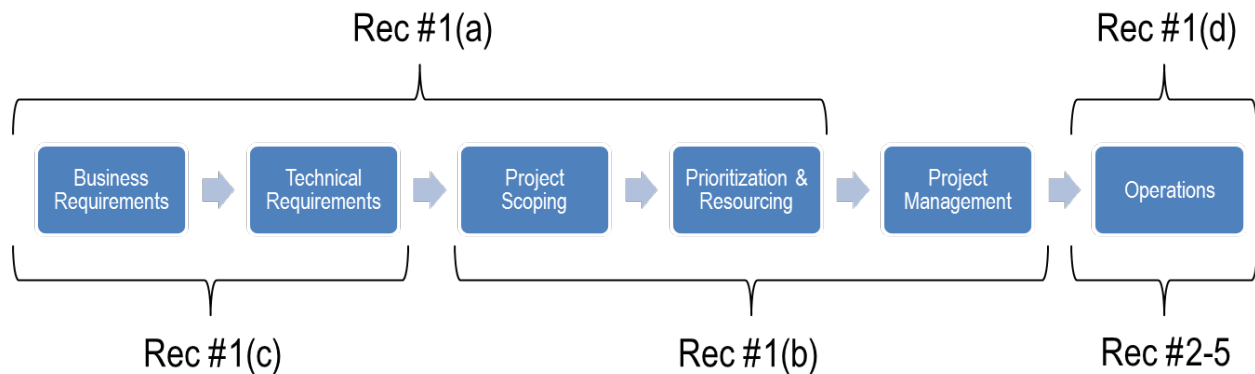 Rec #1(a)
Rec #1(d)
Business
Requirements
Technical
Requirements
Project
Scoping
Prioritization &
Resourcing
Project
Management
Operations
Rec #1(c)
Rec #1(b)
Rec #2-5